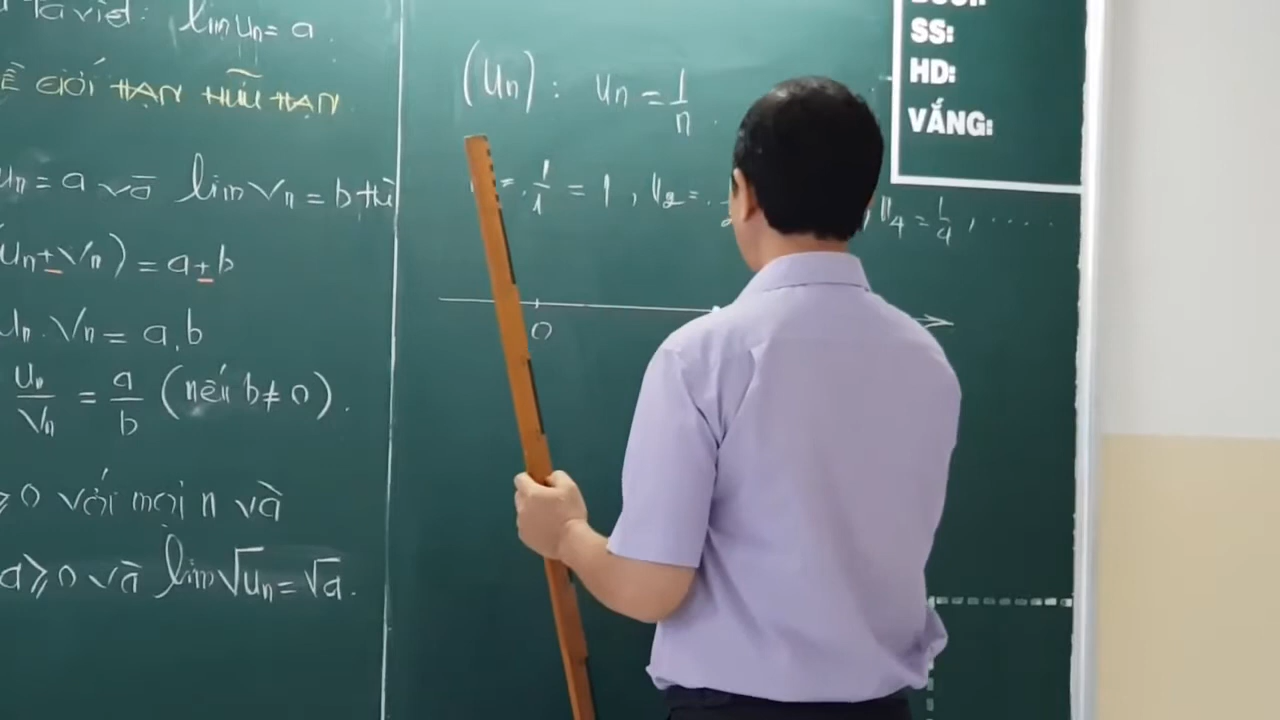 Ta viết: lim Un = a.
GIỚI HẠN HỮU HẠN
Un = a và lim Vn = b thì
Un + Vn) = a + b
Un . Vn = a.b
Un/Vn = a/b (nếu b ≠ 0).
≥ 0 với mọi n và
a ≥ 0 và lim √Un = √a.
(Un): Un = 1/n.
= 1/1 = 1, U2 = , U4 = 1/4, .....
0
SS:
HD:
VẮNG: